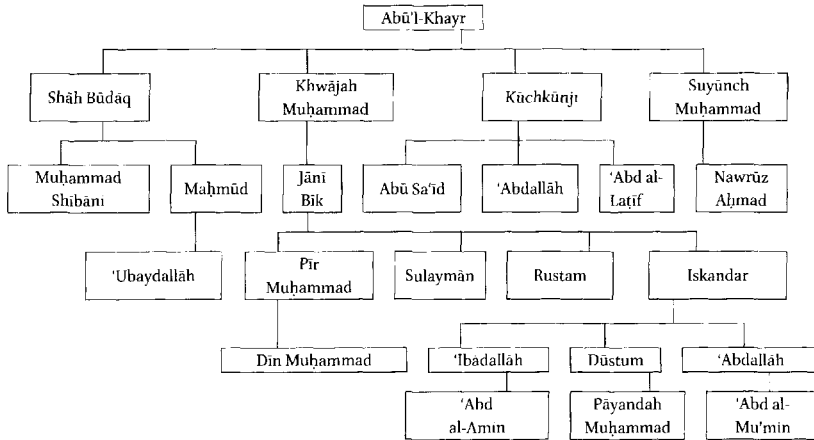 Abū’l-Khayr
Shāh Būdāq
Khwājah
Muḥammad
Kūchkūnjı
Suyūnch
Muḥammad
Muḥammad
Shībānī
Maḥmūd
Jānī
Bīk
Abū Sa‘īd
‘Abdallāh
‘Abd al-
Laṭīf
Nawrūz
Aḥmad
‘Ubaydallāh
Pīr
Muḥammad
Sulaymān
Rustam
Iskandar
Dīn Muḥammad
‘Ibādallāh
Dūstum
‘Abdallāh
‘Abd
al-Amīn
Pāyandah
Muḥammad
‘Abd al-
Mu’min